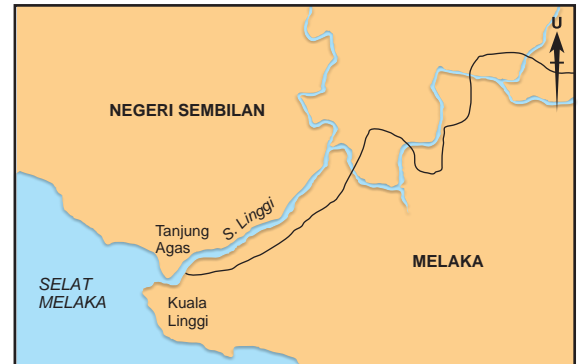 U
NEGERI SEMBILAN
S. Linggi
Tanjung
Agas
MELAKA
SELAT
MELAKA
Kuala
Linggi